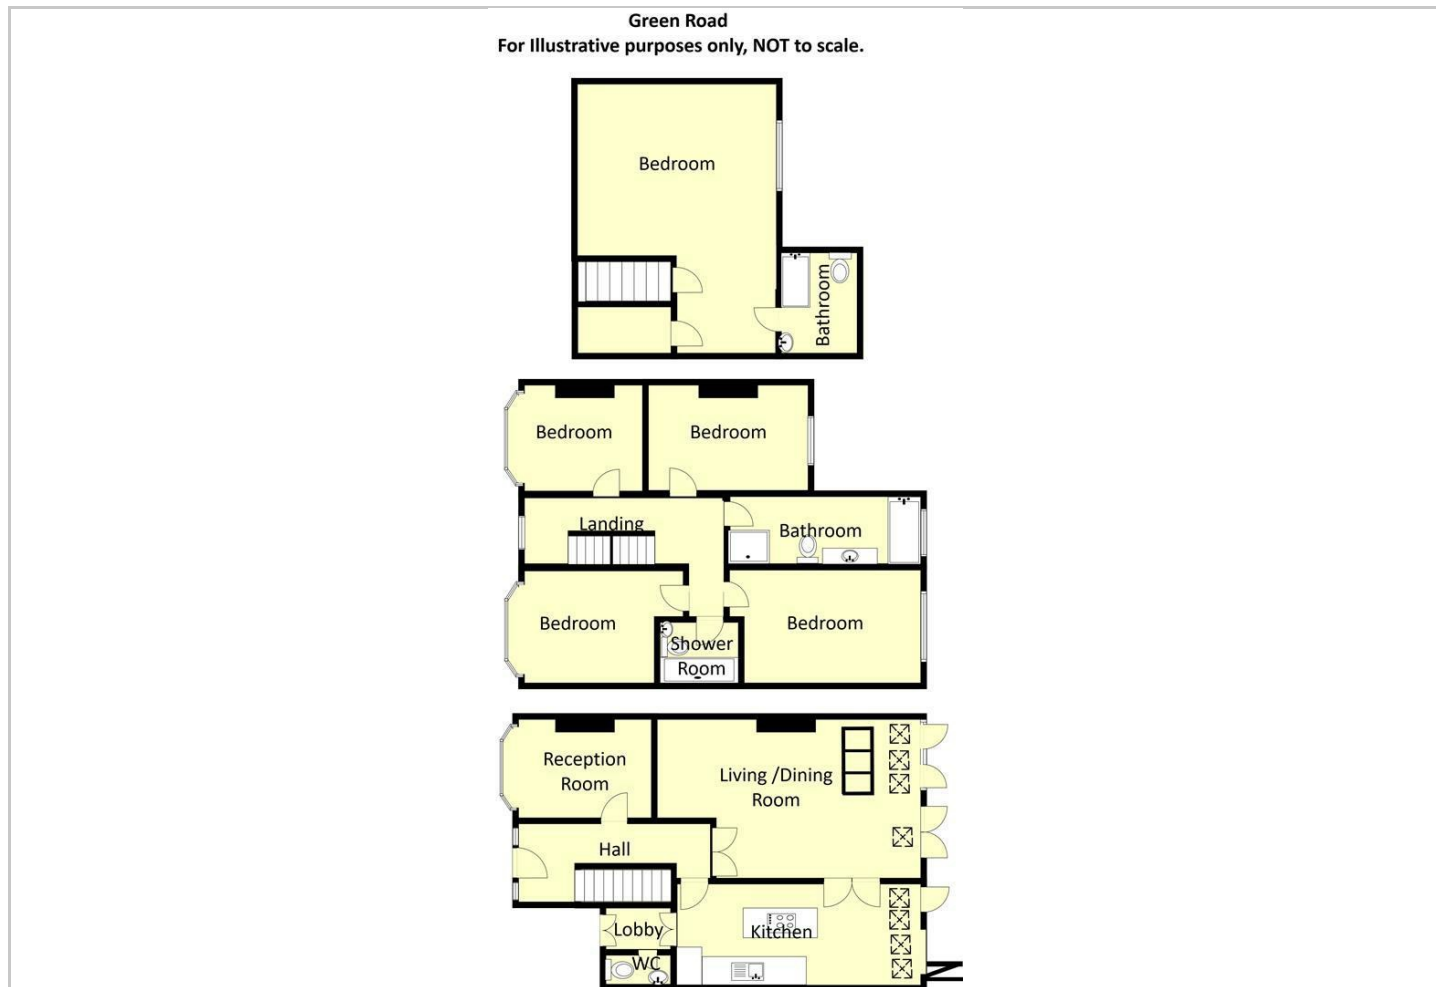 Green Road
For Illustrative purposes only, NOT to scale.
Bedroom
Bathroom
Bedroom
Bedroom
Landing
Bathroom
Bedroom
Shower
Room
Bedroom
Reception
Room
Living /Dining
Room
Hall
Lobby
Kitchen
WC